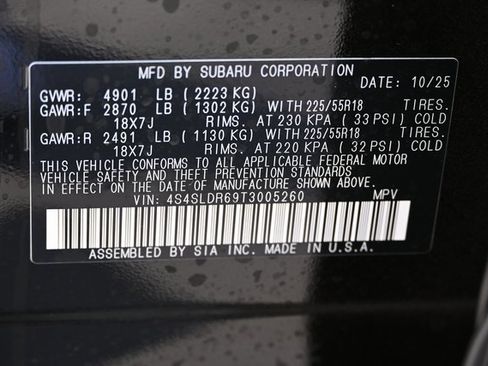 MFD BY SUBARU CORPORATION
DATE: 10/25
GVWR: 4901 LB (2223 KG)
GAWR:F 2870 LB (1302 KG) WITH 225/55R18 TIRES.
18X7J RIMS. AT 230 KPA (33 PSI) COLD
GAWR:R 2491 LB (1130 KG) WITH 225/55R18 TIRES.
18X7J RIMS. AT 220 KPA (32 PSI) COLD
THIS VEHICLE CONFORMS TO ALL APPLICABLE FEDERAL MOTOR
VEHICLE SAFETY AND THEFT PREVENTION STANDARDS
IN EFFECT ON THE DATE OF MANUFACTURE SHOWN ABOVE.
VIN: 4S4SLDR69T3005260 MPV
ASSEMBLED BY SIA INC. MADE IN U.S.A.